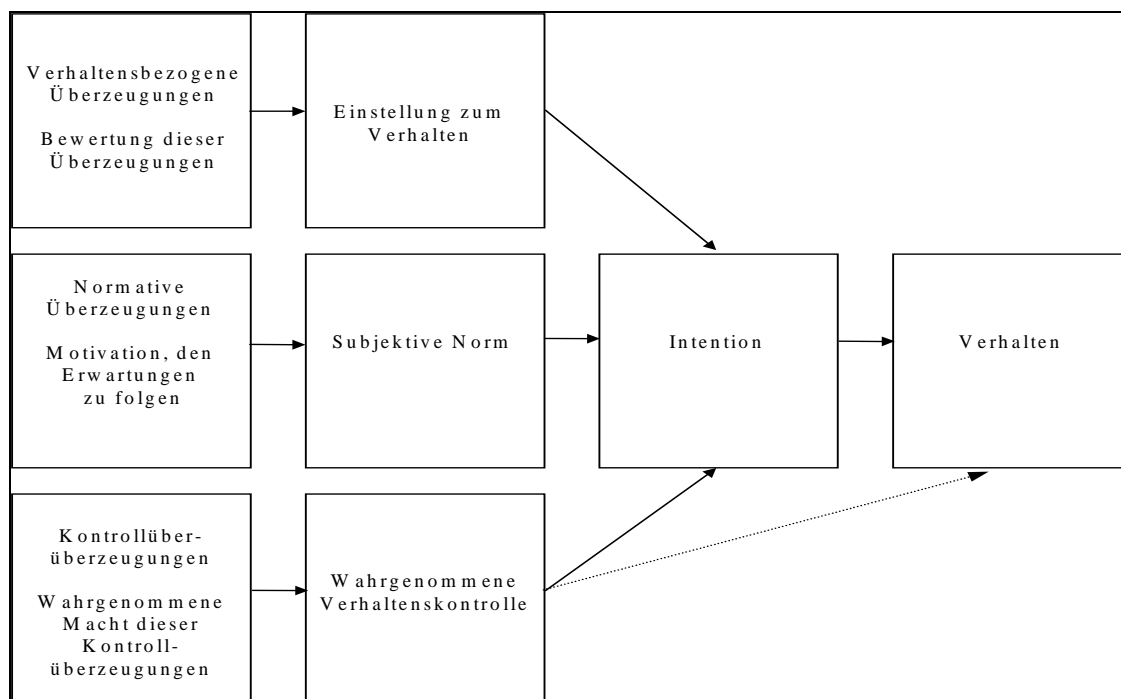 Verhaltensbezogene
Überzeugungen
Bewertung dieser
Überzeugungen
Einstellung zum
Verhalten
Normative
Überzeugungen
Motivation, den
Erwartungen
zu folgen
Subjektive Norm
Intention
Verhalten
Kontrollüber-
überzeugungen
Wahrgenommene
Macht dieser
Kontroll-
überzeugungen
Wahrgenommene
Verhaltenskontrolle